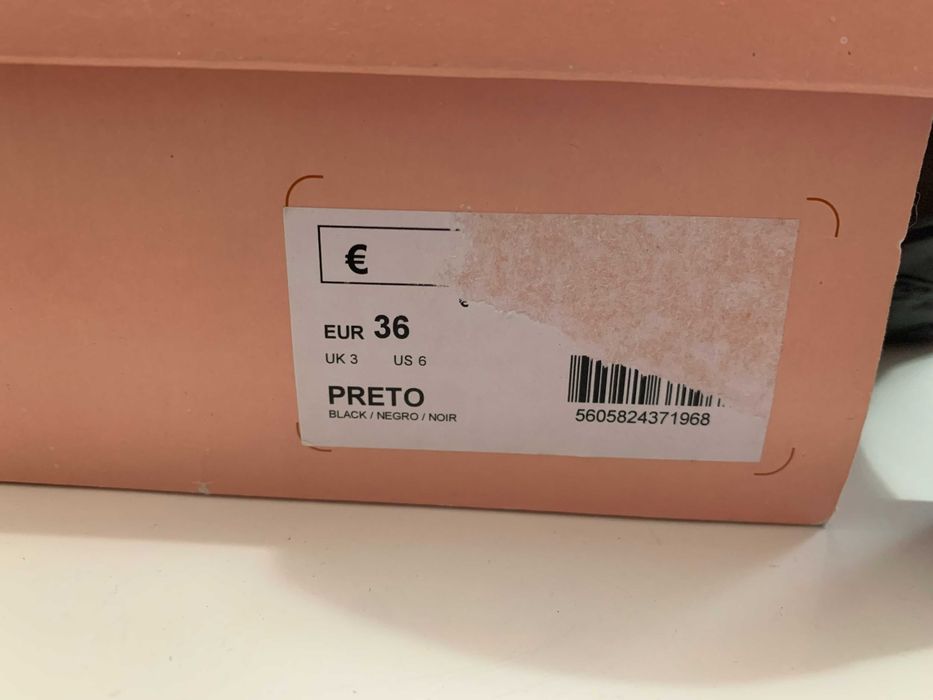 €
€
EUR 36
UK 3 US 6
PRETO
BLACK / NEGRO / NOIR
5605824371968